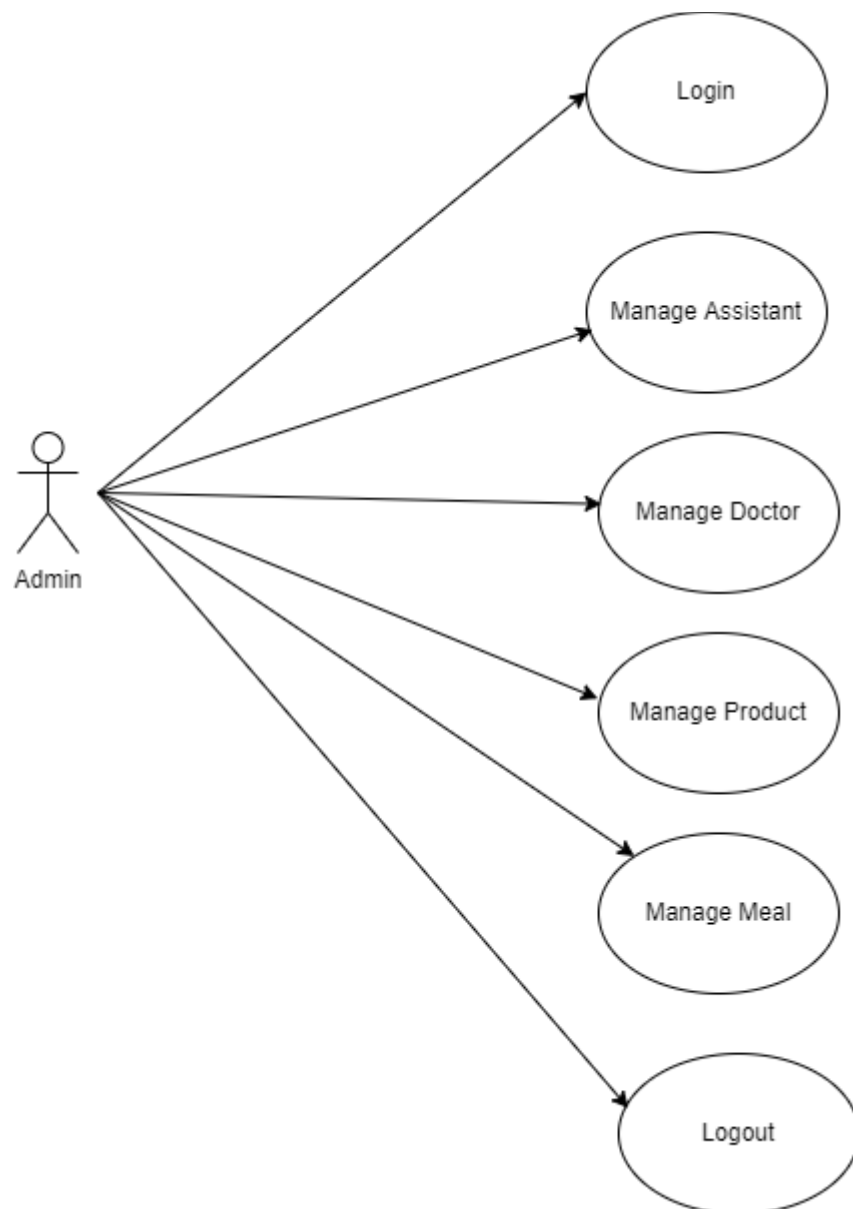 Login
Manage Assistant
Manage Doctor
Admin
Manage Product
Manage Meal
Logout